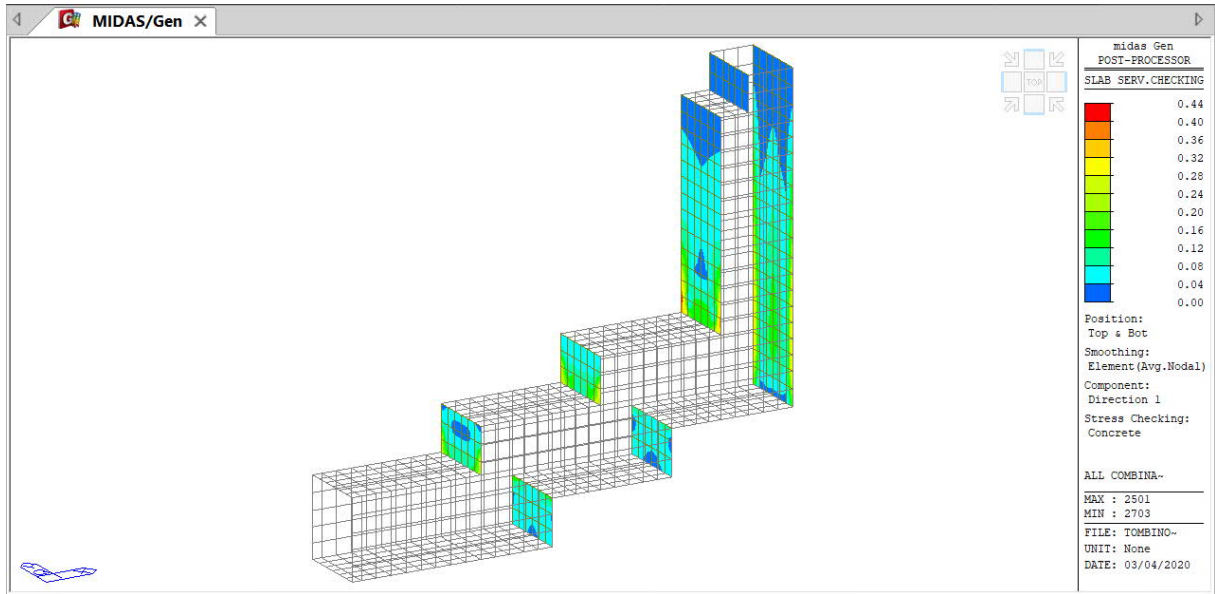 MIDAS/Gen
TOP
midas Gen
POST-PROCESSOR
SLAB SERV.CHECKING
0.44
0.40
0.36
0.32
0.28
0.24
0.20
0.16
0.12
0.08
0.04
0.00
Position:
Top & Bot
Smoothing:
Element(Avg.Nodal)
Component:
Direction 1
Stress Checking:
Concrete
ALL COMBINA~
MAX : 2501
MIN : 2703
FILE: TOMBINO~
UNIT: None
DATE: 03/04/2020